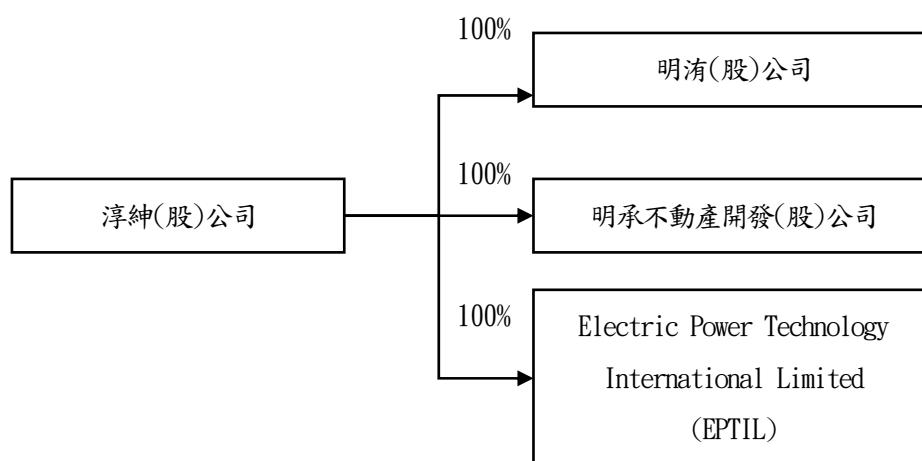 100%
明洧(股)公司
100%
淳紳(股)公司
明承不動產開發(股)公司
100%
Electric Power Technology
International Limited
(EPTIL)